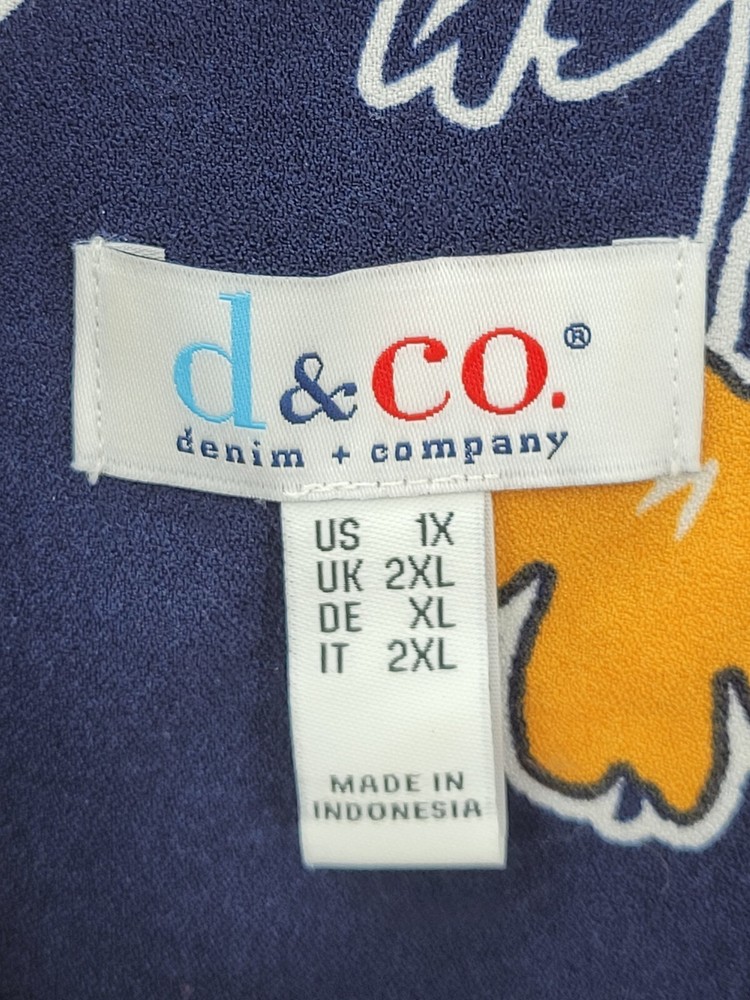 d & co.®
denim + company
US 1X
UK 2XL
DE XL
IT 2XL
MADE IN
INDONESIA